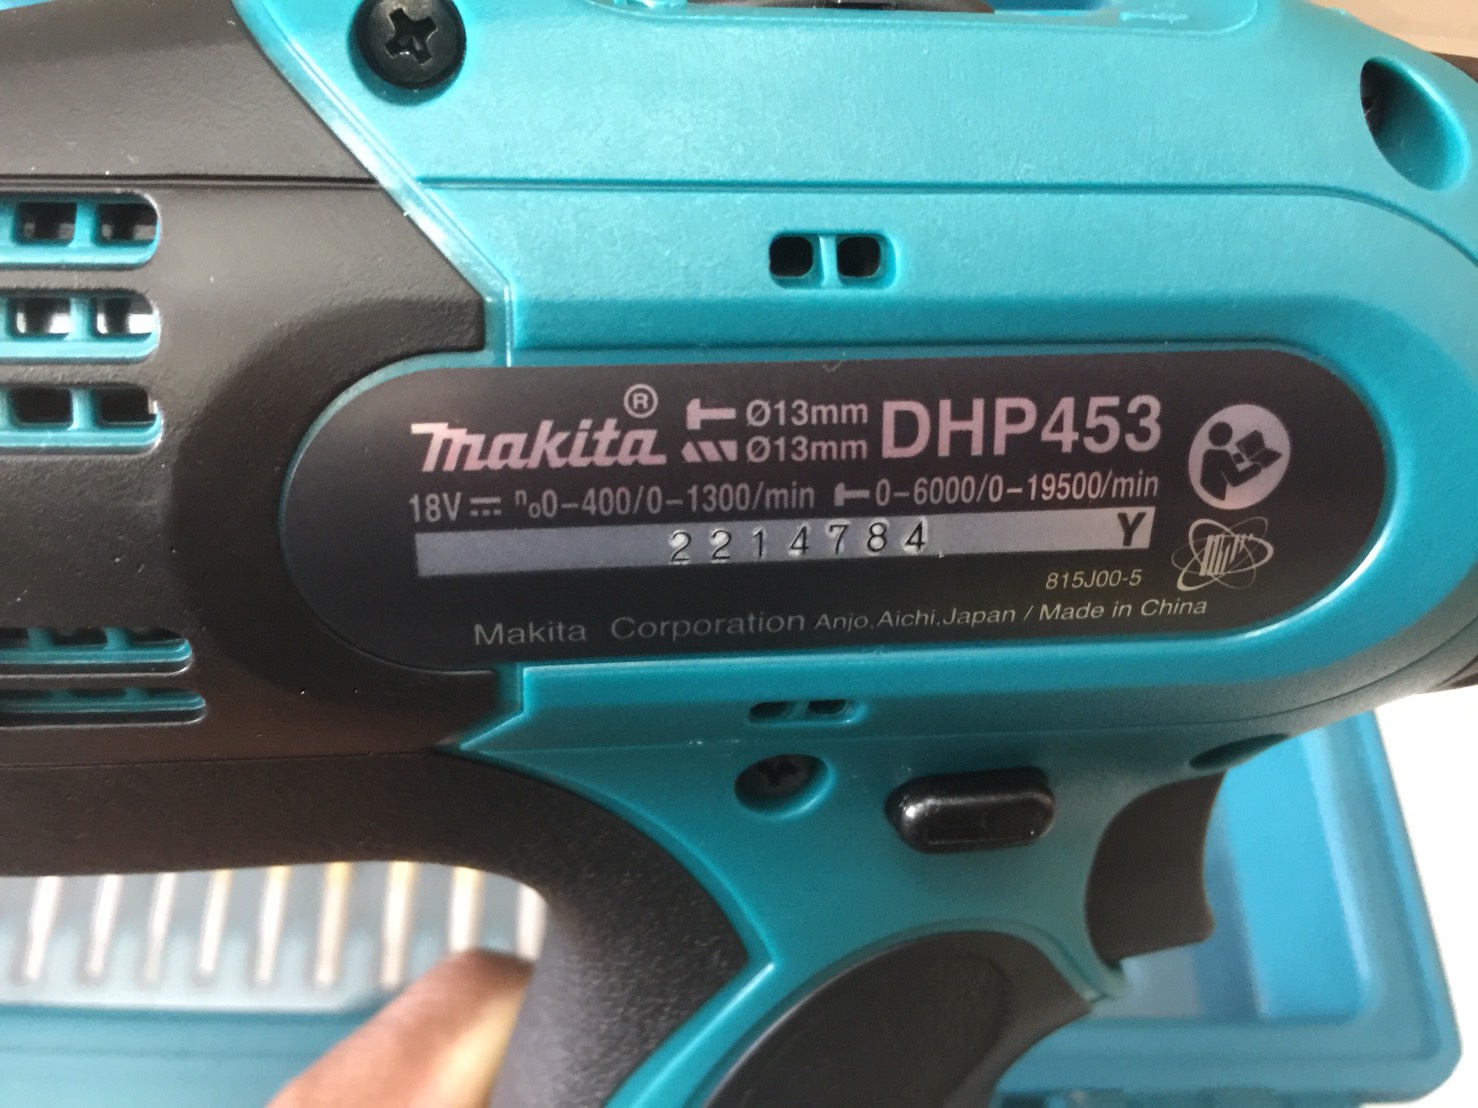 makita® Ø13mm DHP453
Ø13mm
18V⎓ n₀0-400/0-1300/min 0-6000/0-19500/min
2214784 Y
815J00-5
Makita Corporation Anjo, Aichi, Japan / Made in China